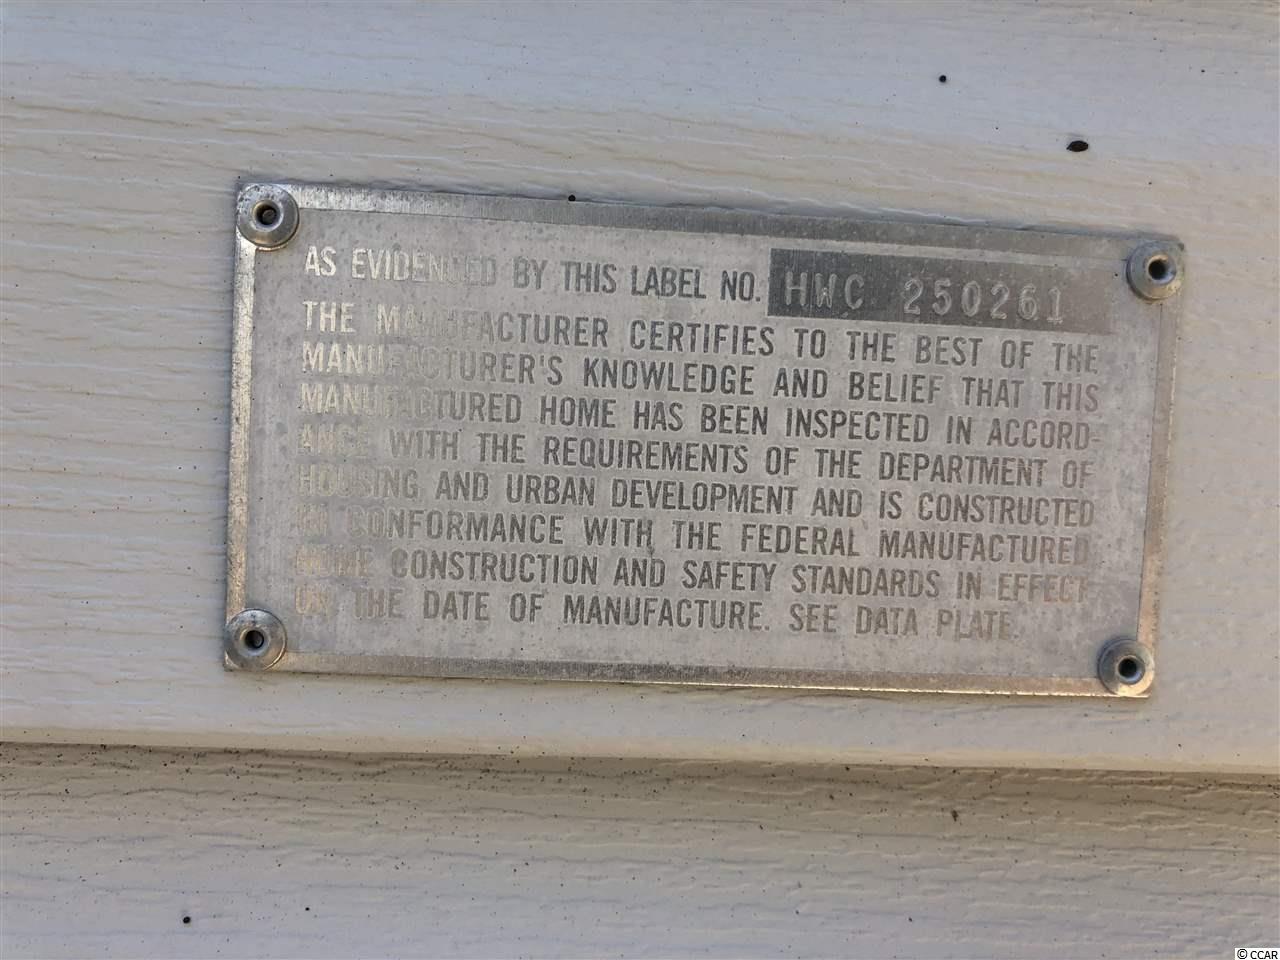 AS EVIDENCED BY THIS LABEL NO. HWC 250261
THE MANUFACTURER CERTIFIES TO THE BEST OF THE
MANUFACTURER'S KNOWLEDGE AND BELIEF THAT THIS
MANUFACTURED HOME HAS BEEN INSPECTED IN ACCORD-
ANCE WITH THE REQUIREMENTS OF THE DEPARTMENT OF
HOUSING AND URBAN DEVELOPMENT AND IS CONSTRUCTED
IN CONFORMANCE WITH THE FEDERAL MANUFACTURED
HOME CONSTRUCTION AND SAFETY STANDARDS IN EFFECT
ON THE DATE OF MANUFACTURE. SEE DATA PLATE.
© CCAR